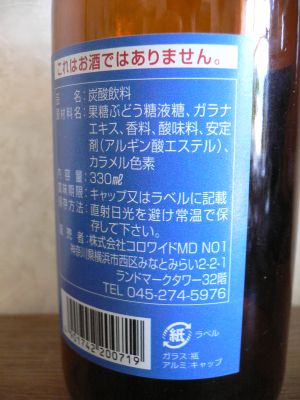 これはお酒ではありません。
名:炭酸飲料
材料名:果糖ぶどう糖液糖、ガラナ
エキス、香料、酸味料、安定
剤(アルギン酸エステル)、
カラメル色素
内容量:330㎖
賞味期限:キャップ又はラベルに記載
保存方法:直射日光を避け常温で保
存して下さい。
販売者:株式会社コロワイドMD NO1
神奈川県横浜市西区みなとみらい2-2-1
ランドマークタワー32階
TEL 045-274-5976
紙 ラベル
ガラス:瓶
アルミ:キャップ
951742 200719